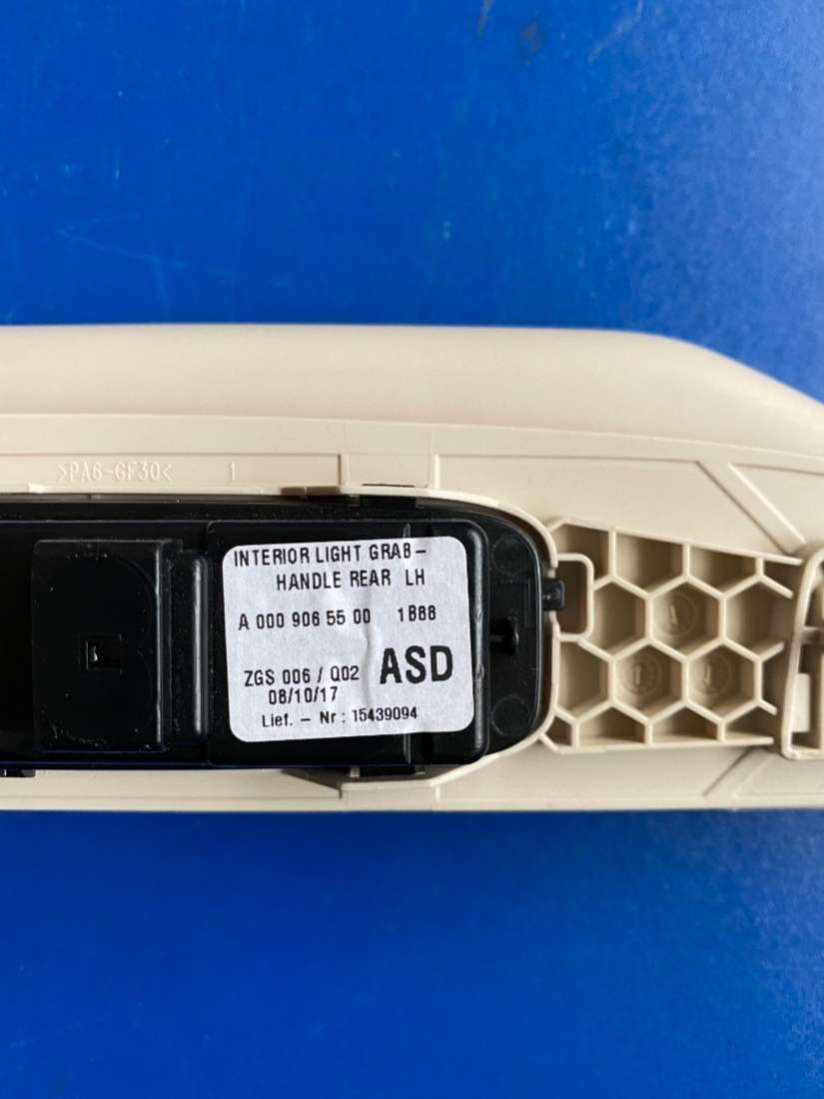 >PA6-GF30< 1
INTERIOR LIGHT GRAB-
HANDLE REAR LH
A 000 906 55 00 1B88
ZGS 006 / Q02 ASD
08/10/17
Lief. - Nr: 15439094